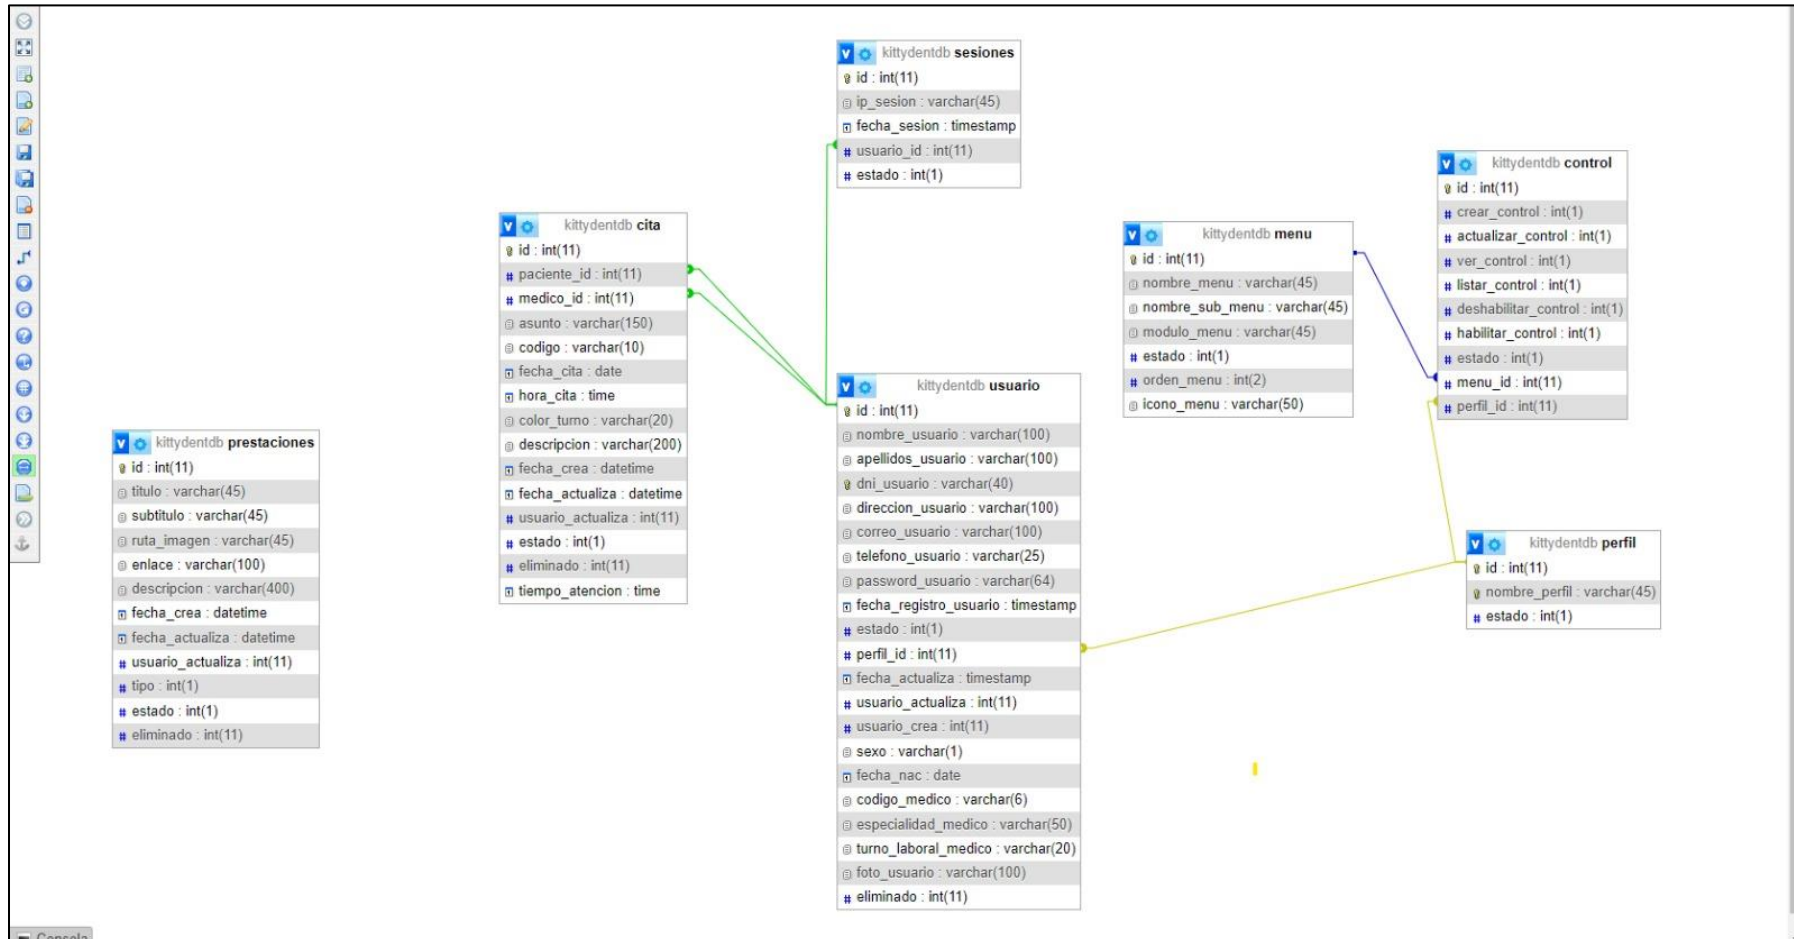 kittydentdb sesiones
id : int(11)
ip_sesion : varchar(45)
fecha_sesion : timestamp
usuario_id : int(11)
estado : int(1)
kittydentdb control
id : int(11)
crear_control : int(1)
actualizar_control : int(1)
ver_control : int(1)
listar_control : int(1)
deshabilitar_control : int(1)
habilitar_control : int(1)
estado : int(1)
menu_id : int(11)
perfil_id : int(11)
kittydentdb cita
id : int(11)
paciente_id : int(11)
medico_id : int(11)
asunto : varchar(150)
codigo : varchar(10)
fecha_cita : date
hora_cita : time
color_turno : varchar(20)
descripcion : varchar(200)
fecha_crea : datetime
fecha_actualiza : datetime
usuario_actualiza : int(11)
estado : int(1)
eliminado : int(11)
tiempo_atencion : time
kittydentdb menu
id : int(11)
nombre_menu : varchar(45)
nombre_sub_menu : varchar(45)
modulo_menu : varchar(45)
estado : int(1)
orden_menu : int(2)
icono_menu : varchar(50)
kittydentdb usuario
id : int(11)
nombre_usuario : varchar(100)
apellidos_usuario : varchar(100)
dni_usuario : varchar(40)
direccion_usuario : varchar(100)
correo_usuario : varchar(100)
telefono_usuario : varchar(25)
password_usuario : varchar(64)
fecha_registro_usuario : timestamp
estado : int(1)
perfil_id : int(11)
fecha_actualiza : timestamp
usuario_actualiza : int(11)
usuario_crea : int(11)
sexo : varchar(1)
fecha_nac : date
codigo_medico : varchar(6)
especialidad_medico : varchar(50)
turno_laboral_medico : varchar(20)
foto_usuario : varchar(100)
eliminado : int(11)
kittydentdb prestaciones
id : int(11)
titulo : varchar(45)
subtitulo : varchar(45)
ruta_imagen : varchar(45)
enlace : varchar(100)
descripcion : varchar(400)
fecha_crea : datetime
fecha_actualiza : datetime
usuario_actualiza : int(11)
tipo : int(1)
estado : int(1)
eliminado : int(11)
kittydentdb perfil
id : int(11)
nombre_perfil : varchar(45)
estado : int(1)
Consola